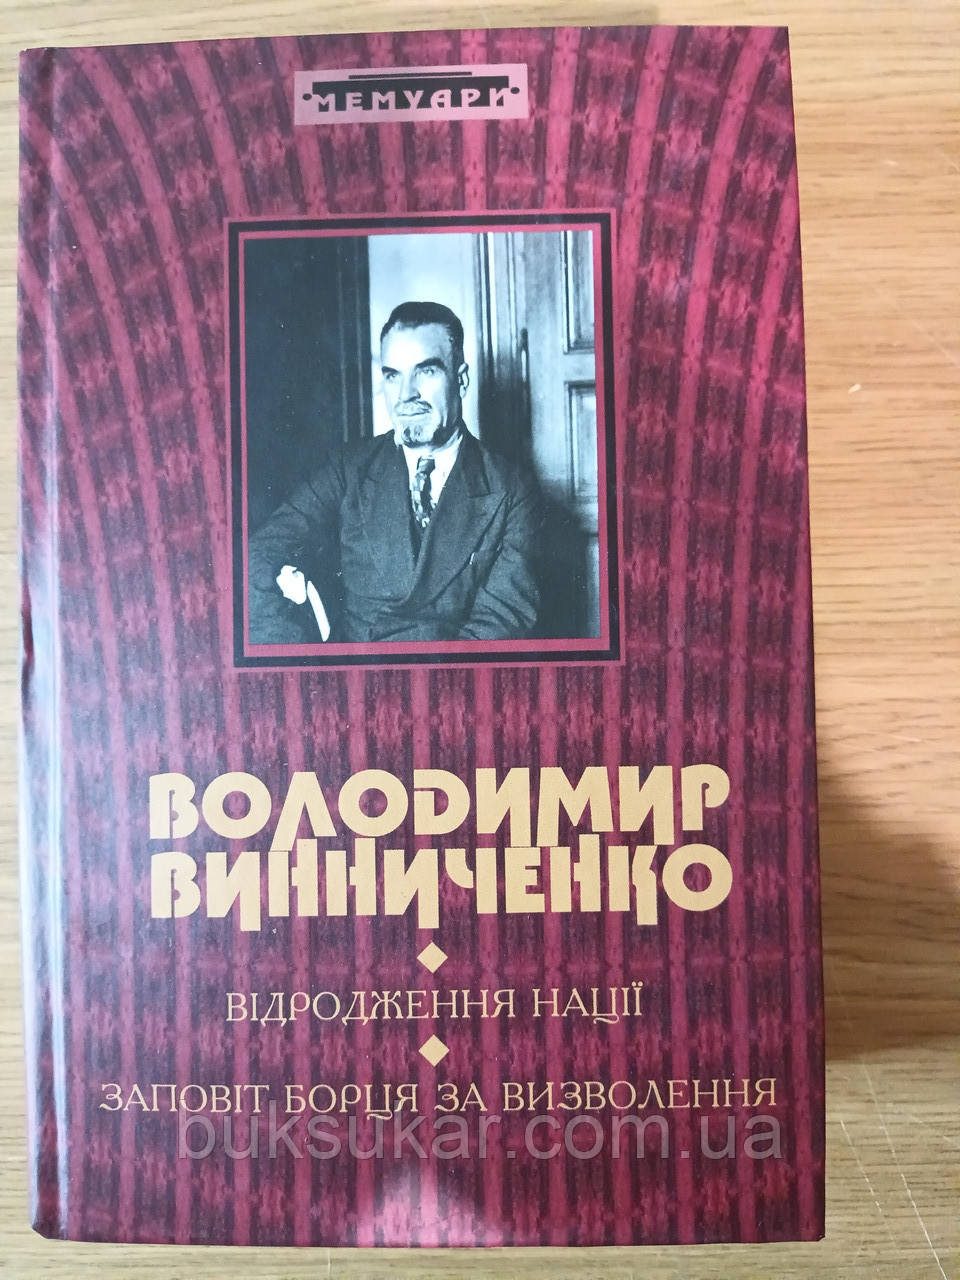 МЕМУАРИ
ВОЛОДИМИР
ВИННИЧЕНКО
ВІДРОДЖЕННЯ НАЦІЇ
ЗАПОВІТ БОРЦЯ ЗА ВИЗВОЛЕННЯ
buksukar.com.ua